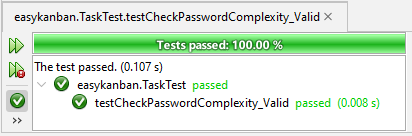 easykanban.TaskTest.testCheckPasswordComplexity_Valid ×
Tests passed: 100.00 %
The test passed. (0.107 s)
easykanban.TaskTest passed
testCheckPasswordComplexity_Valid passed (0.008 s)
>>